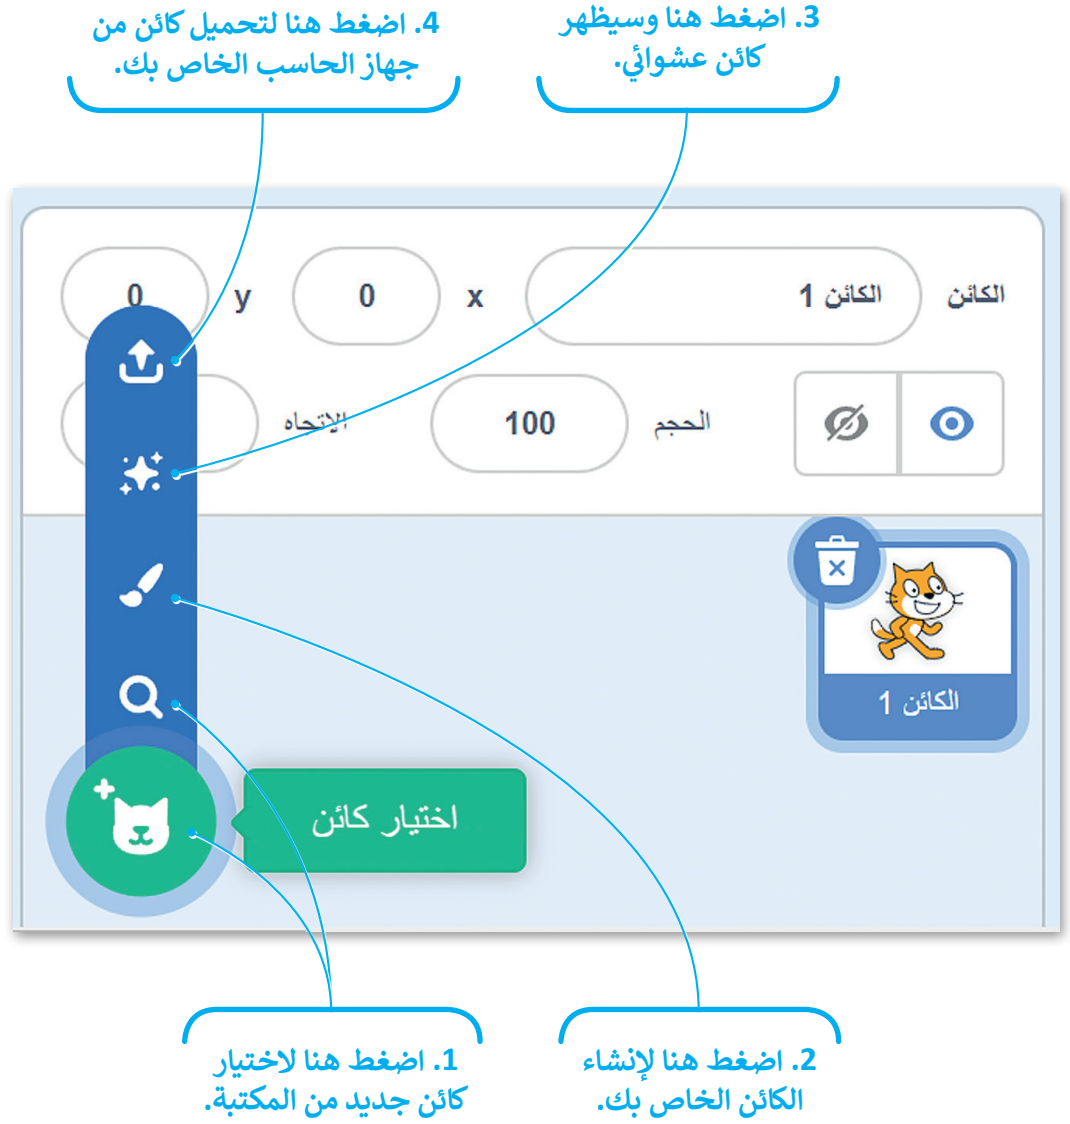 3. اضغط هنا وسيظهر
كائن عشوائي.
4. اضغط هنا لتحميل كائن من
جهاز الحاسب الخاص بك.
الكائن
الكائن 1
x
0
y
0
الحجم
100
الاتجاه
الكائن 1
اختيار كائن
2. اضغط هنا لإنشاء
الكائن الخاص بك.
1. اضغط هنا لاختيار
كائن جديد من المكتبة.